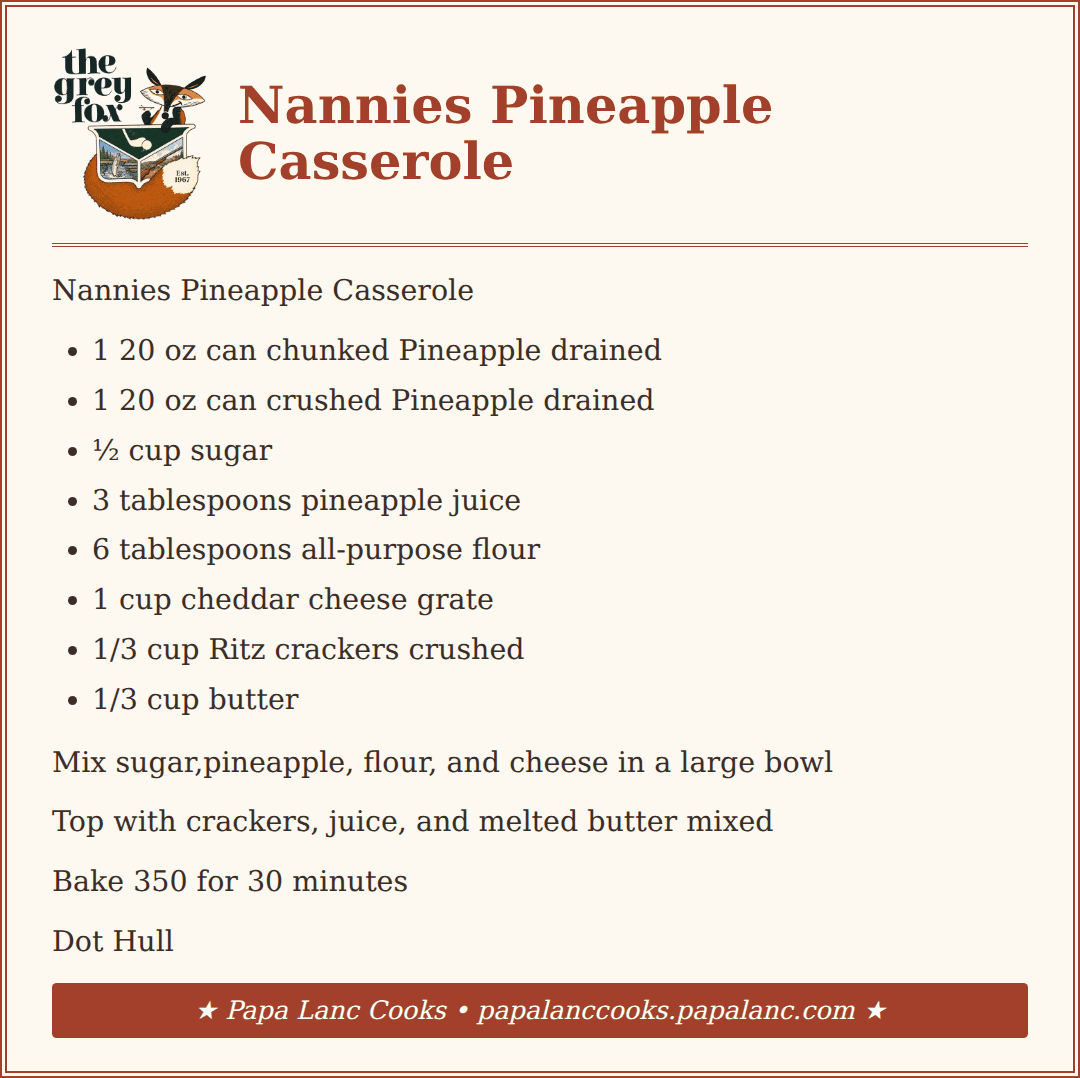 the
grey
fox
Est.
1967
Nannies Pineapple
Casserole
Nannies Pineapple Casserole
• 1 20 oz can chunked Pineapple drained
• 1 20 oz can crushed Pineapple drained
• ½ cup sugar
• 3 tablespoons pineapple juice
• 6 tablespoons all-purpose flour
• 1 cup cheddar cheese grate
• 1/3 cup Ritz crackers crushed
• 1/3 cup butter
Mix sugar,pineapple, flour, and cheese in a large bowl
Top with crackers, juice, and melted butter mixed
Bake 350 for 30 minutes
Dot Hull
★ Papa Lanc Cooks • papalanccooks.papalanc.com ★